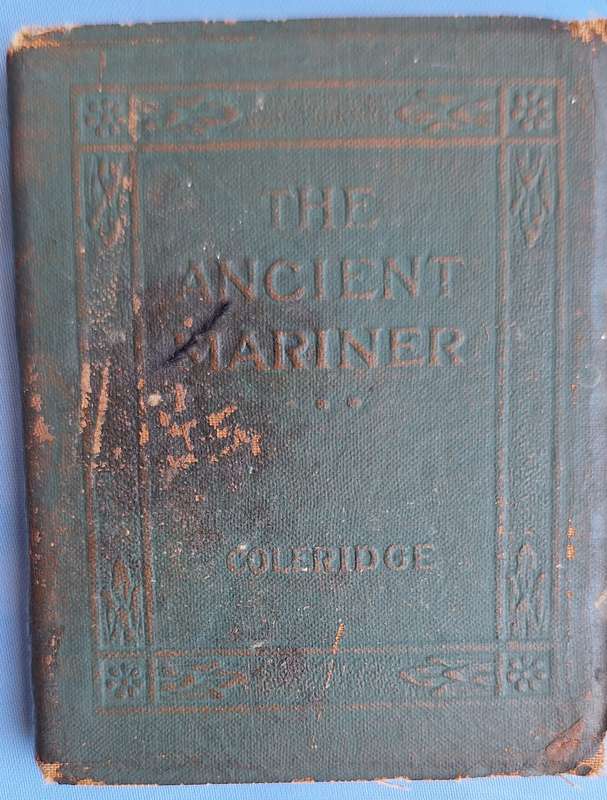 THE
ANCIENT
MARINER
COLERIDGE